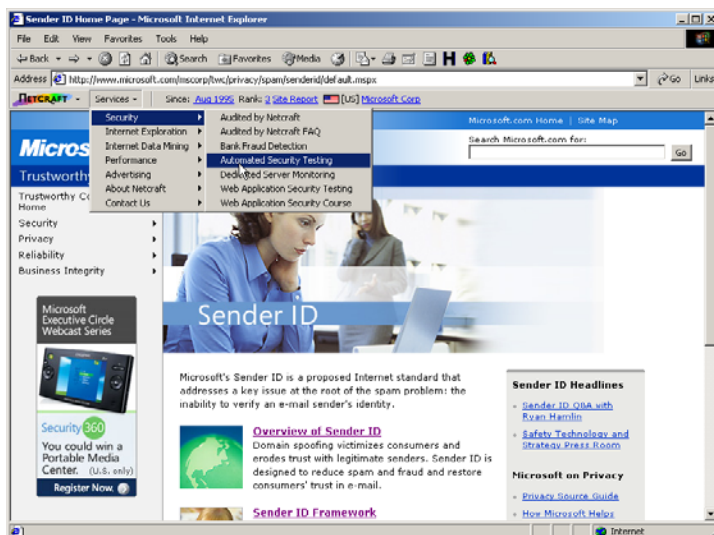 Sender ID Home Page - Microsoft Internet Explorer
File Edit View Favorites Tools Help
Back Search Favorites Media
Address http://www.microsoft.com/mscorp/twc/privacy/spam/senderid/default.mspx Go Links
NETCRAFT Services Since: Aug 1995 Rank: 2 Site Report [US] Microsoft Corp
Security
Internet Exploration
Internet Data Mining
Performance
Advertising
About Netcraft
Contact Us
Audited by Netcraft
Audited by Netcraft FAQ
Bank Fraud Detection
Automated Security Testing
Dedicated Server Monitoring
Web Application Security Testing
Web Application Security Course
Microsoft.com Home | Site Map
Search Microsoft.com for:
Go
Micros
Trustworth
Trustworthy Co
Home
Security
Privacy
Reliability
Business Integrity
Microsoft
Executive Circle
Webcast Series
Security 360
You could win a
Portable Media
Center. (U.S. only)
Register Now.
Sender ID
Microsoft's Sender ID is a proposed Internet standard that
addresses a key issue at the root of the spam problem: the
inability to verify an e-mail sender's identity.
Overview of Sender ID
Domain spoofing victimizes consumers and
erodes trust with legitimate senders. Sender ID is
designed to reduce spam and fraud and restore
consumers' trust in e-mail.
Sender ID Framework
Sender ID Headlines
Sender ID Q&A with
Ryan Hamlin
Safety Technology and
Strategy Press Room
Microsoft on Privacy
Privacy Source Guide
How Microsoft Helps
Internet